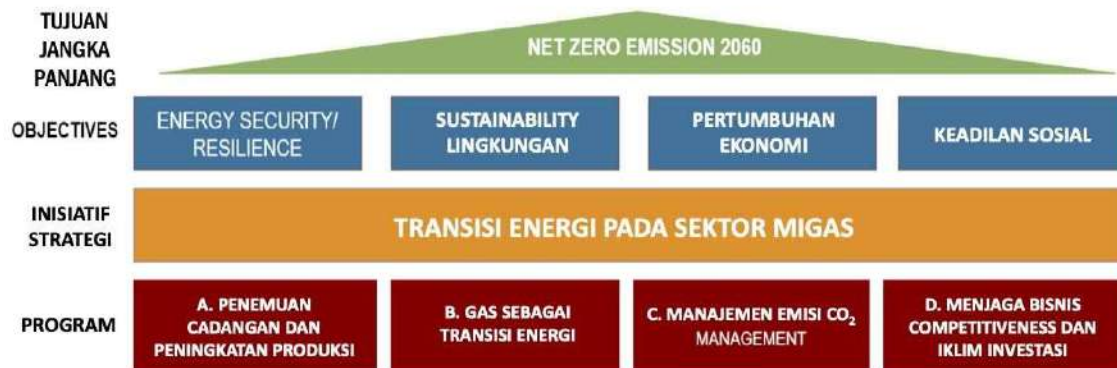 TUJUAN
JANGKA
PANJANG
NET ZERO EMISSION 2060
OBJECTIVES
ENERGY SECURITY/
RESILIENCE
SUSTAINABILITY
LINGKUNGAN
PERTUMBUHAN
EKONOMI
KEADILAN SOSIAL
INISIATIF
STRATEGI
TRANSISI ENERGI PADA SEKTOR MIGAS
PROGRAM
A. PENEMUAN
CADANGAN DAN
PENINGKATAN PRODUKSI
B. GAS SEBAGAI
TRANSISI ENERGI
C. MANAJEMEN EMISI CO₂
MANAGEMENT
D. MENJAGA BISNIS
COMPETITIVENESS DAN
IKLIM INVESTASI